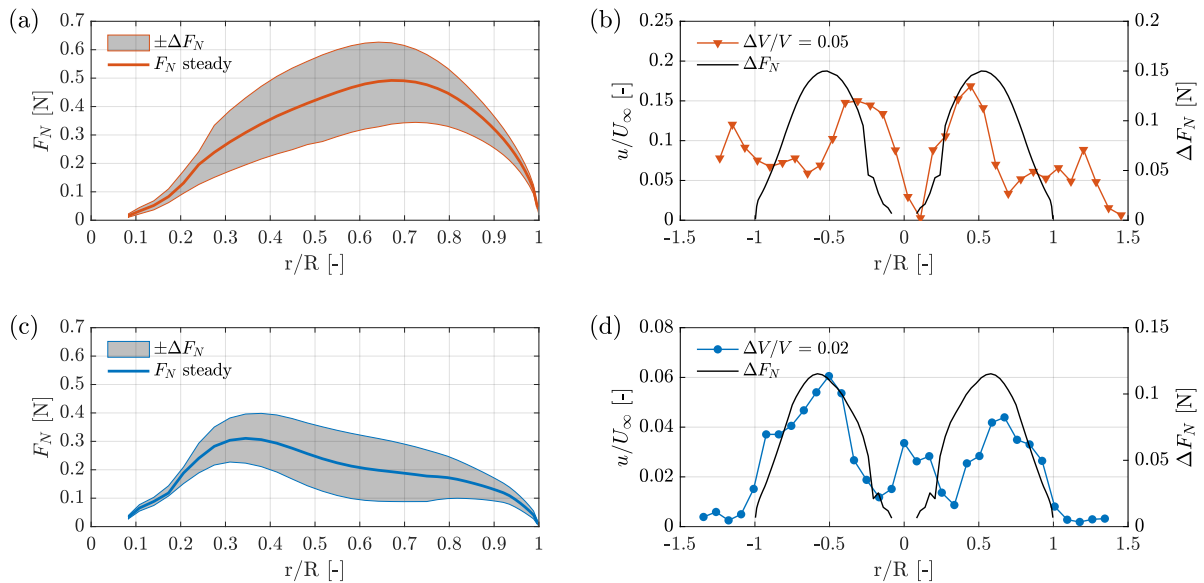 (a)
0.7
0.6
0.5
0.4
0.3
0.2
0.1
0
F_N [N]
±ΔF_N
F_N steady
0 0.1 0.2 0.3 0.4 0.5 0.6 0.7 0.8 0.9 1
r/R [-]
(b)
0.25
0.2
0.15
0.1
0.05
0
u/U_∞ [-]
ΔV/V = 0.05
ΔF_N
0.2
0.15
0.1
0.05
0
ΔF_N [N]
-1.5 -1 -0.5 0 0.5 1 1.5
r/R [-]
(c)
0.7
0.6
0.5
0.4
0.3
0.2
0.1
0
F_N [N]
±ΔF_N
F_N steady
0 0.1 0.2 0.3 0.4 0.5 0.6 0.7 0.8 0.9 1
r/R [-]
(d)
0.08
0.06
0.04
0.02
0
u/U_∞ [-]
ΔV/V = 0.02
ΔF_N
0.15
0.1
0.05
0
ΔF_N [N]
-1.5 -1 -0.5 0 0.5 1 1.5
r/R [-]